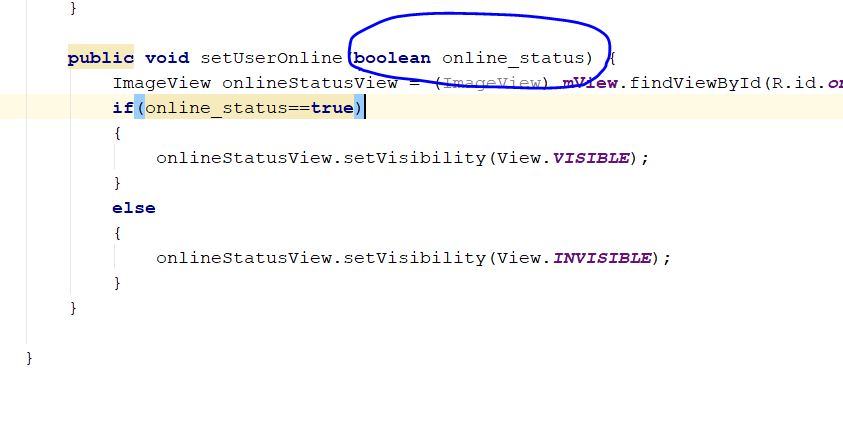 }
public void setUserOnline (boolean online_status) {
ImageView onlineStatusView = (ImageView) mView.findViewById(R.id.on
if(online_status==true)
{
onlineStatusView.setVisibility(View.VISIBLE);
}
else
{
onlineStatusView.setVisibility(View.INVISIBLE);
}
}
}